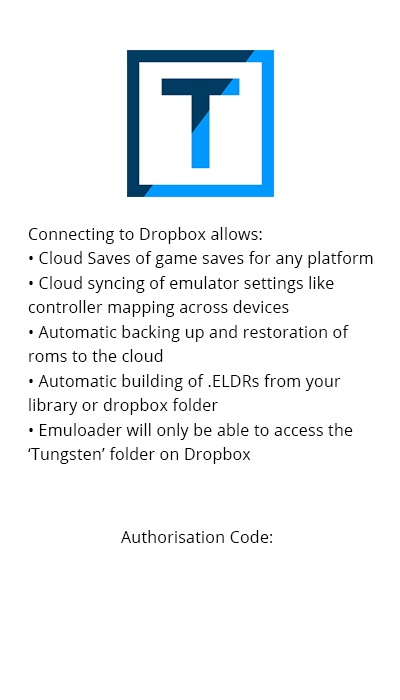 T
Connecting to Dropbox allows:
• Cloud Saves of game saves for any platform
• Cloud syncing of emulator settings like
controller mapping across devices
• Automatic backing up and restoration of
roms to the cloud
• Automatic building of .ELDRs from your
library or dropbox folder
• Emuloader will only be able to access the
‘Tungsten’ folder on Dropbox
Authorisation Code: